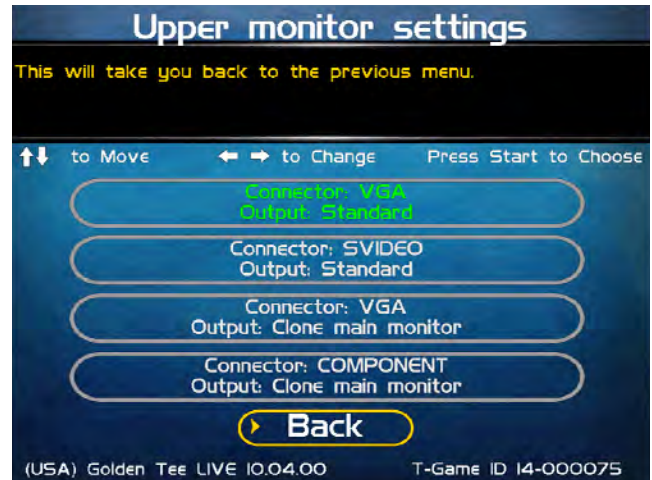 Upper monitor settings
This will take you back to the previous menu.
to Move to Change Press Start to Choose
Connector: VGA
Output: Standard
Connector: SVIDEO
Output: Standard
Connector: VGA
Output: Clone main monitor
Connector: COMPONENT
Output: Clone main monitor
Back
(USA) Golden Tee LIVE 10.04.00 T-Game ID 14-000075